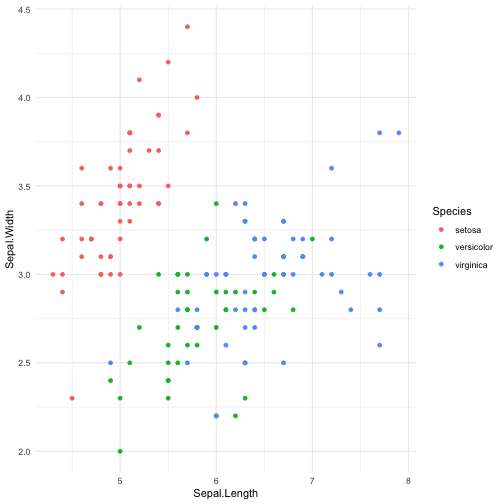 4.5
4.0
3.5
3.0
2.5
2.0
Sepal.Width
5 6 7 8
Sepal.Length
Species
setosa
versicolor
virginica